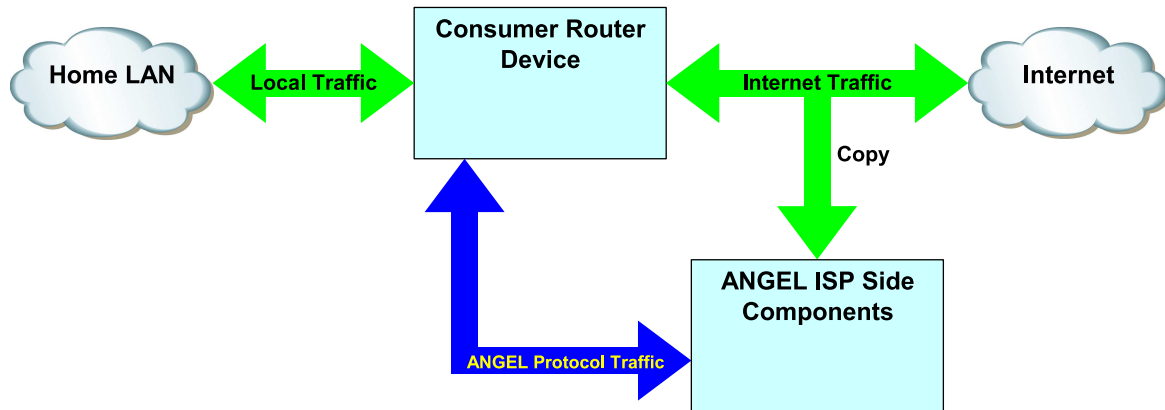 Consumer Router
Device
Home LAN
Local Traffic
Internet Traffic
Internet
Copy
ANGEL ISP Side
Components
ANGEL Protocol Traffic